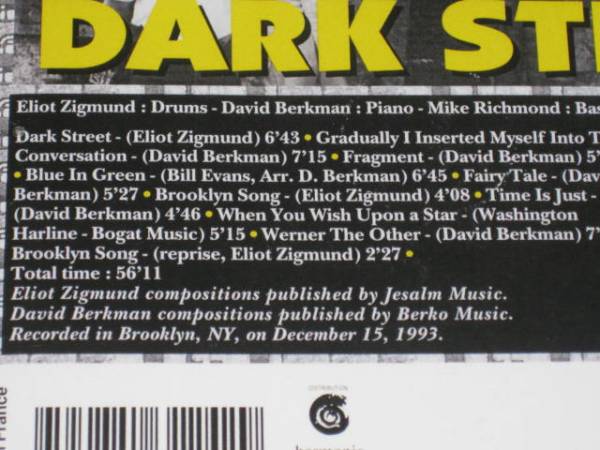 DARK STR
Eliot Zigmund : Drums - David Berkman : Piano - Mike Richmond : Bas
Dark Street - (Eliot Zigmund) 6'43 • Gradually I Inserted Myself Into T
Conversation - (David Berkman) 7'15 • Fragment - (David Berkman) 5'
• Blue In Green - (Bill Evans, Arr. D. Berkman) 6'45 • Fairy Tale - (Dav
Berkman) 5'27 • Brooklyn Song - (Eliot Zigmund) 4'08 • Time Is Just -
(David Berkman) 4'46 • When You Wish Upon a Star - (Washington
Harline - Bogat Music) 5'15 • Werner The Other - (David Berkman) 7'
Brooklyn Song - (reprise, Eliot Zigmund) 2'27 •
Total time : 56'11
Eliot Zigmund compositions published by Jesalm Music.
David Berkman compositions published by Berko Music.
Recorded in Brooklyn, NY, on December 15, 1993.
France
DISTRIBUTION